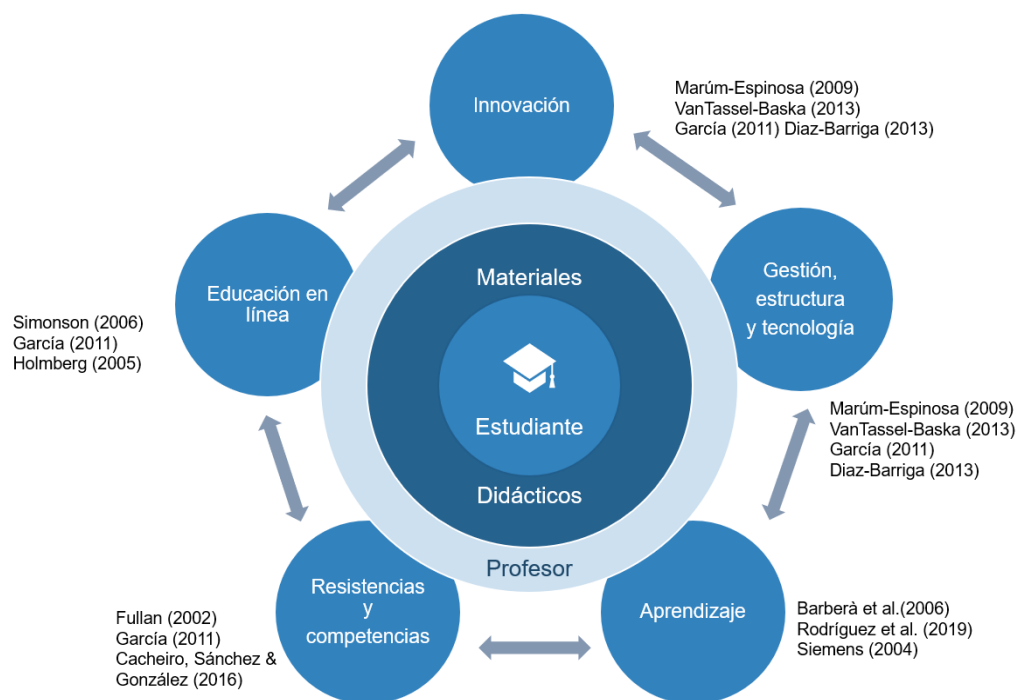 Innovación
Marúm-Espinosa (2009)
VanTassel-Baska (2013)
García (2011) Diaz-Barriga (2013)
Educación en
línea
Simonson (2006)
García (2011)
Holmberg (2005)
Materiales
Estudiante
Didácticos
Profesor
Gestión,
estructura
y tecnología
Marúm-Espinosa (2009)
VanTassel-Baska (2013)
García (2011)
Diaz-Barriga (2013)
Resistencias
y
competencias
Fullan (2002)
García (2011)
Cacheiro, Sánchez &
González (2016)
Aprendizaje
Barberà et al.(2006)
Rodríguez et al. (2019)
Siemens (2004)